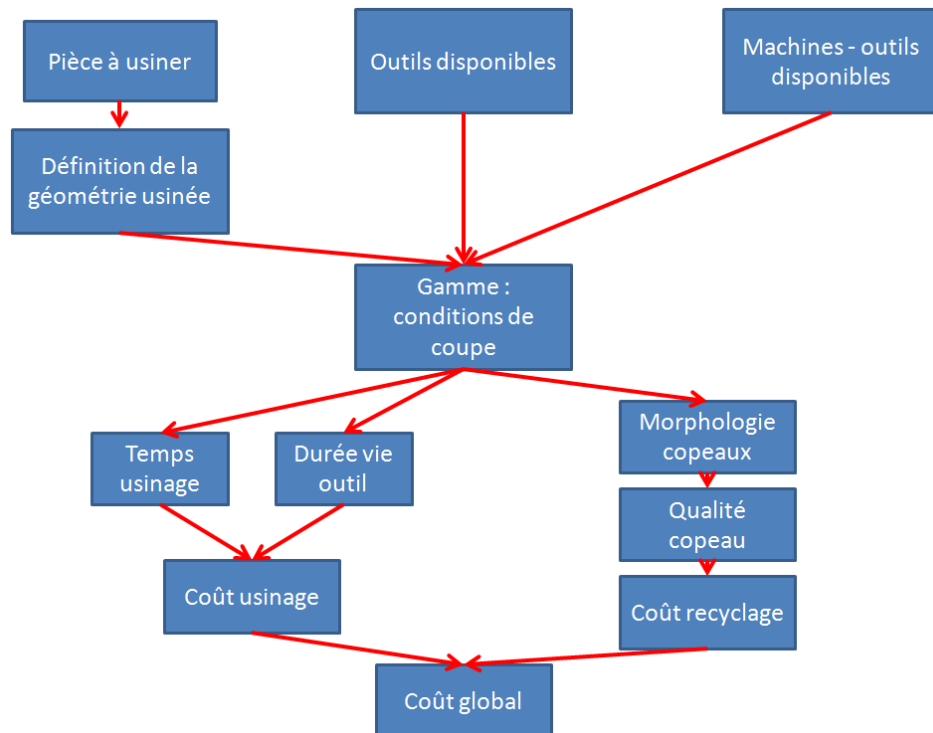 Pièce à usiner
Outils disponibles
Machines - outils
disponibles
Définition de la
géométrie usinée
Gamme :
conditions de
coupe
Temps
usinage
Durée vie
outil
Morphologie
copeaux
Qualité
copeau
Coût usinage
Coût recyclage
Coût global